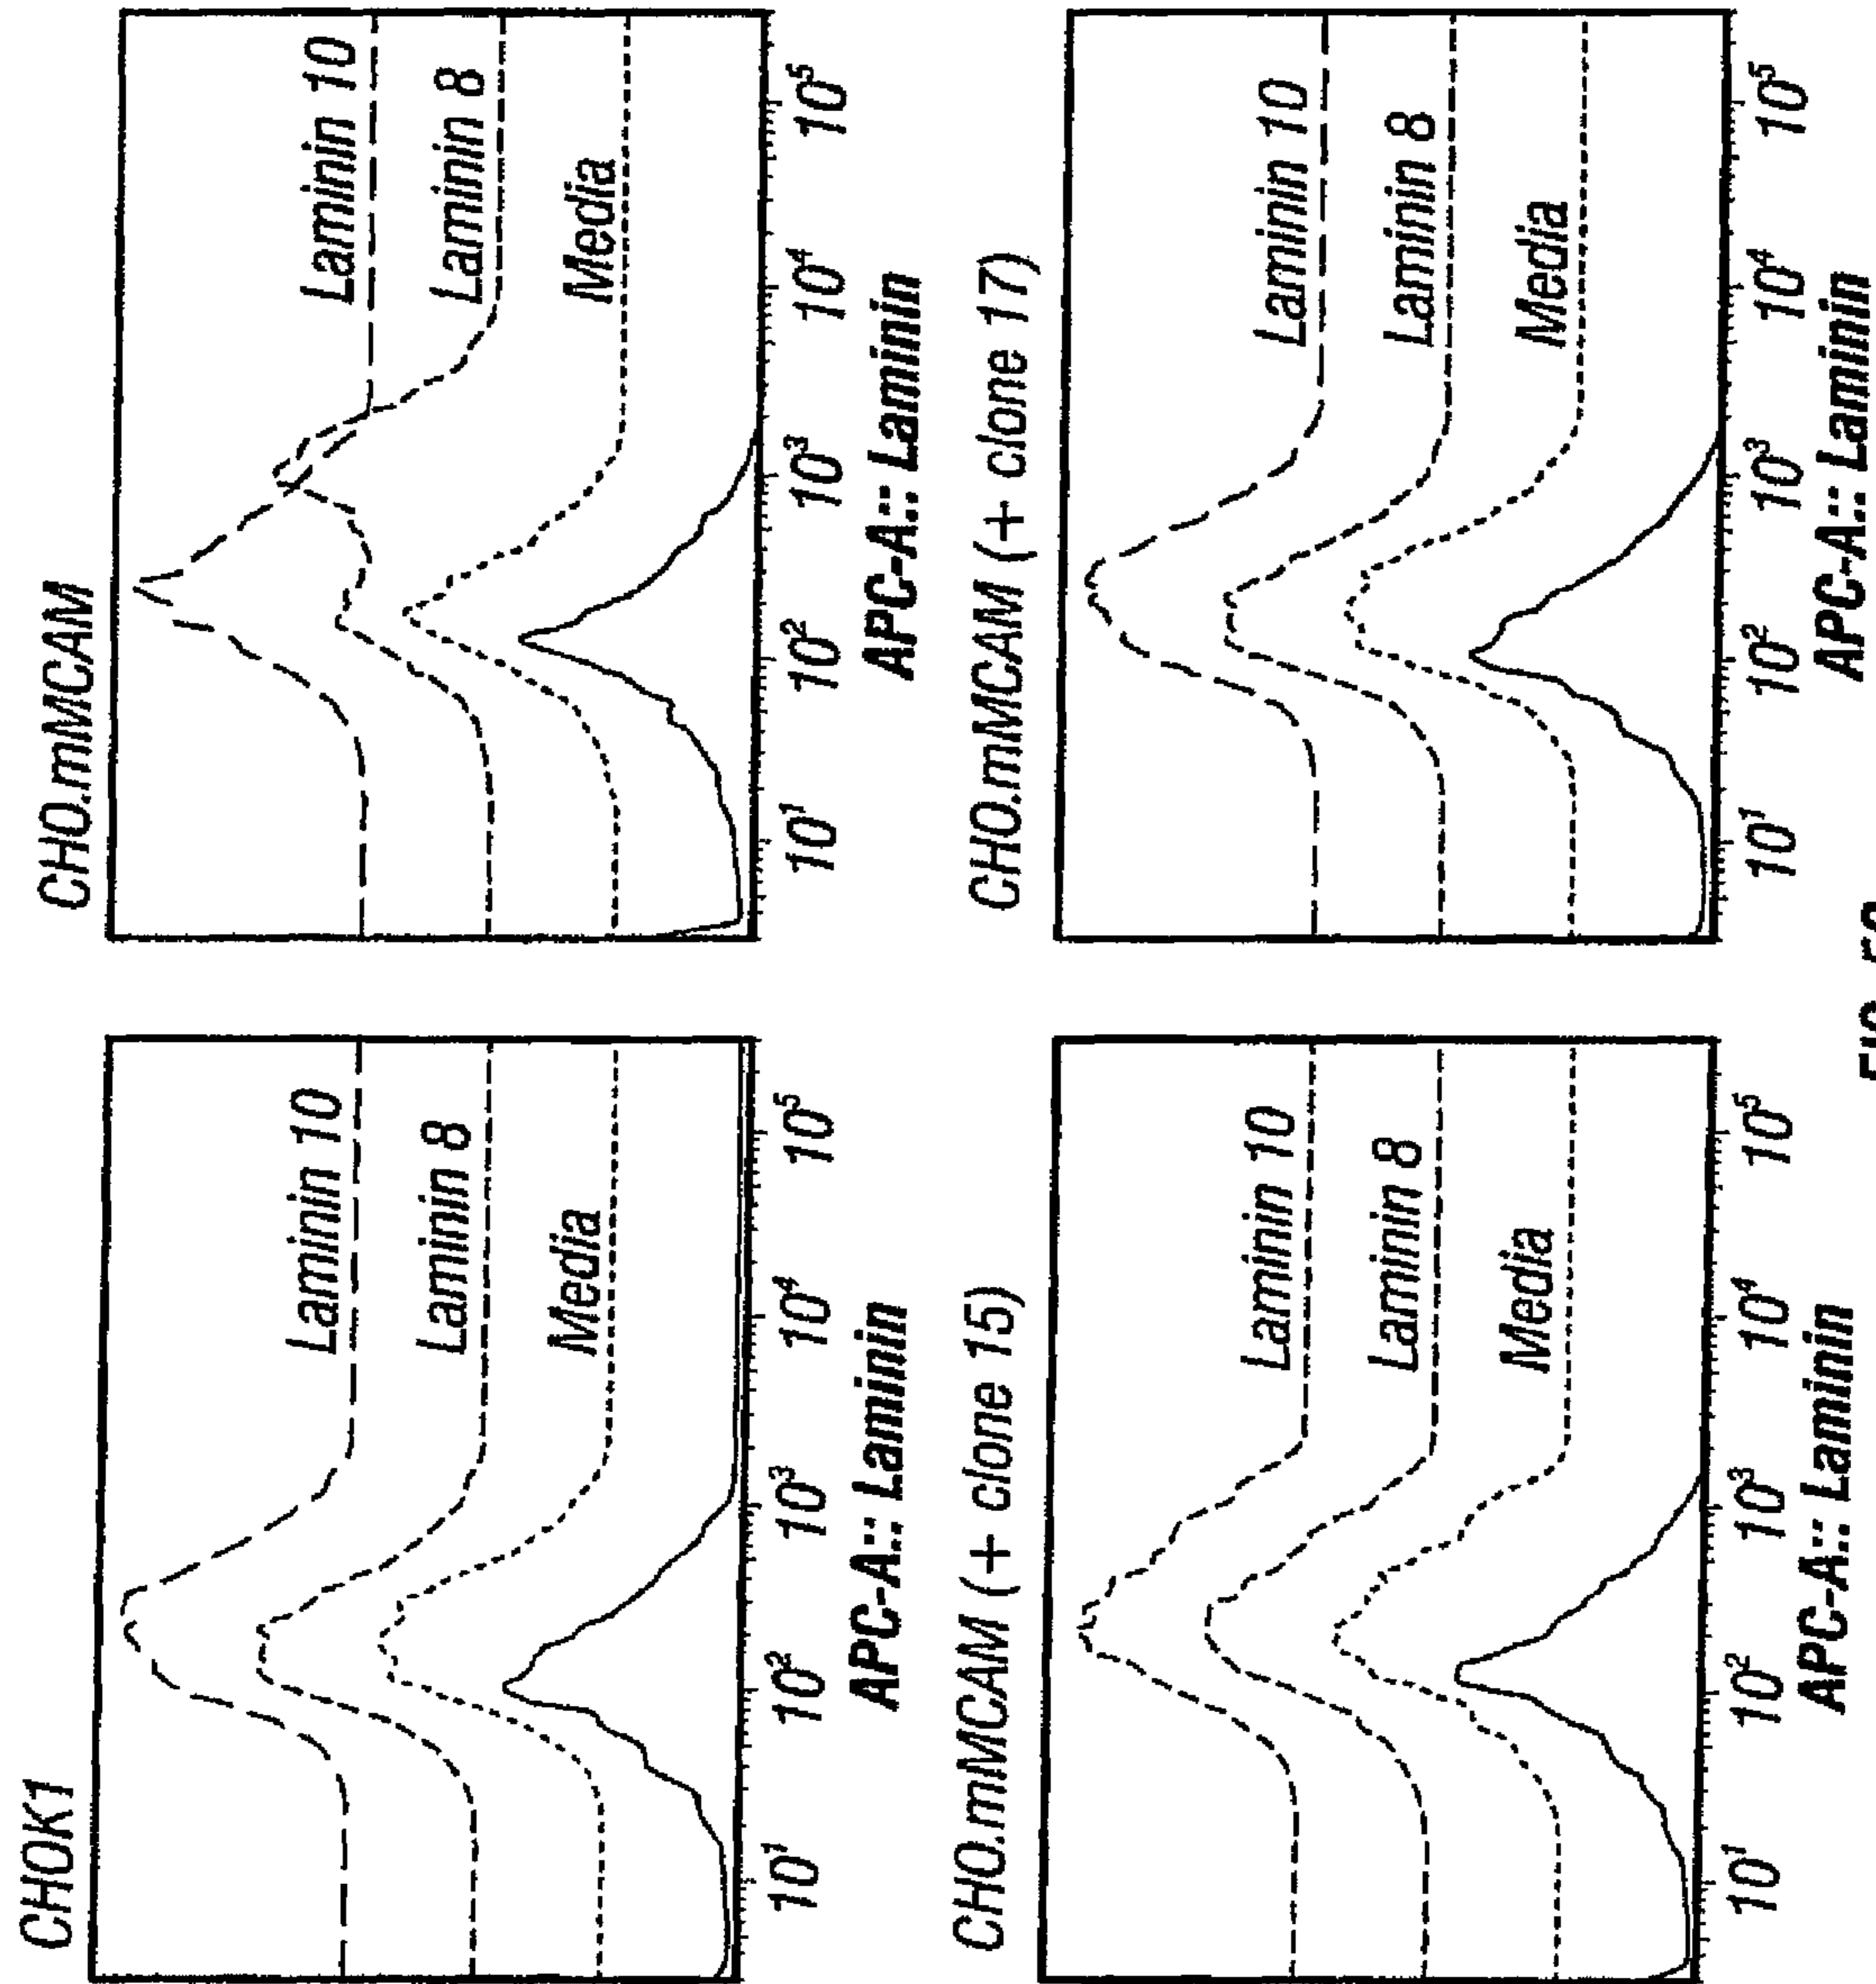 CHOK1
Laminin 10
Laminin 8
Media
10¹ 10² 10³ 10⁴ 10⁵
APC-A:: Laminin
CHO.mMCAM
Laminin 10
Laminin 8
Media
10¹ 10² 10³ 10⁴ 10⁵
APC-A:: Laminin
CHO.mMCAM (+ clone 15)
Laminin 10
Laminin 8
Media
10¹ 10² 10³ 10⁴ 10⁵
APC-A:: Laminin
CHO.mMCAM (+ clone 17)
Laminin 10
Laminin 8
Media
10¹ 10² 10³ 10⁴ 10⁵
APC-A:: Laminin